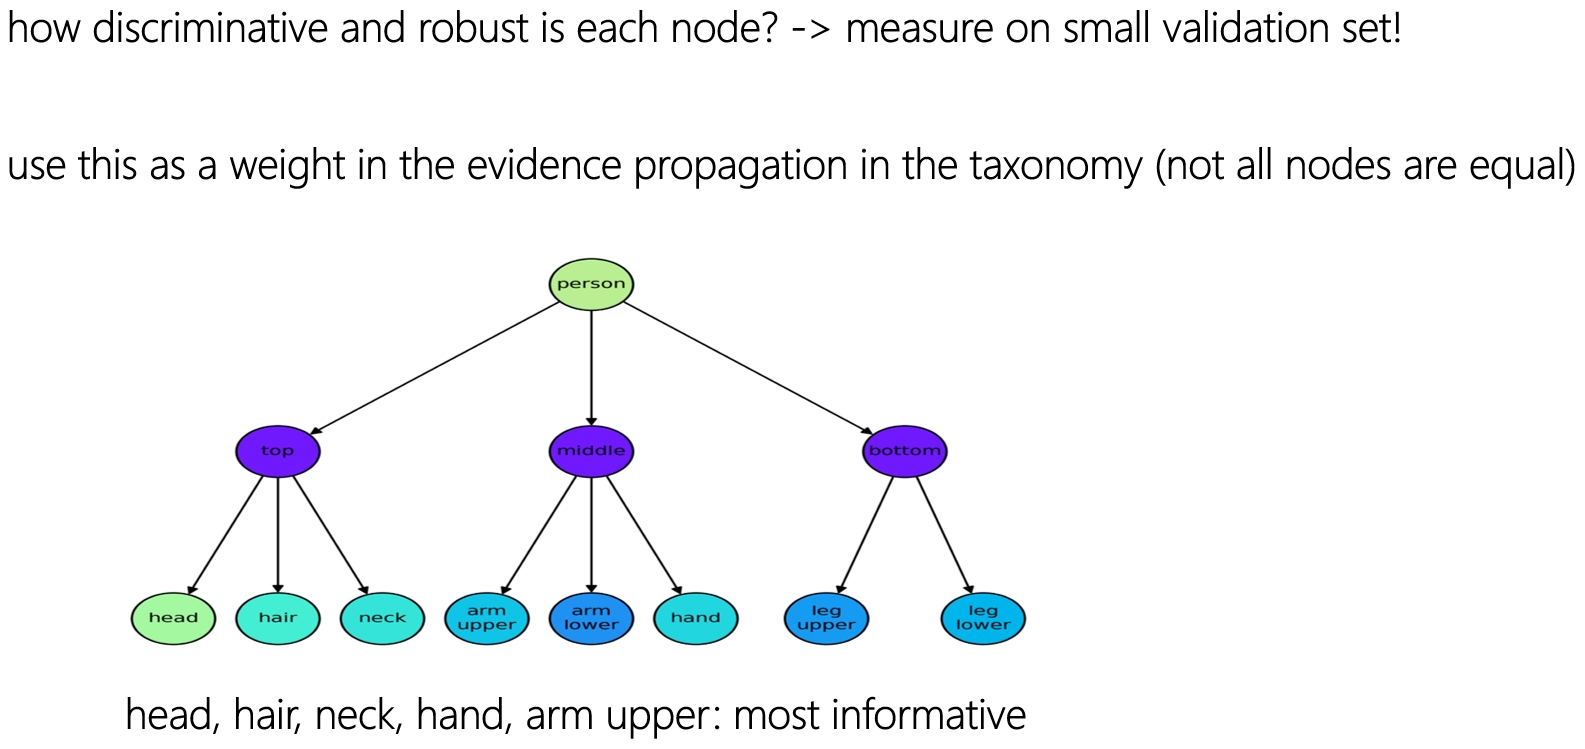 how discriminative and robust is each node? -> measure on small validation set!
use this as a weight in the evidence propagation in the taxonomy (not all nodes are equal)
person
top
middle
bottom
head
hair
neck
arm
upper
arm
lower
hand
leg
upper
leg
lower
head, hair, neck, hand, arm upper: most informative